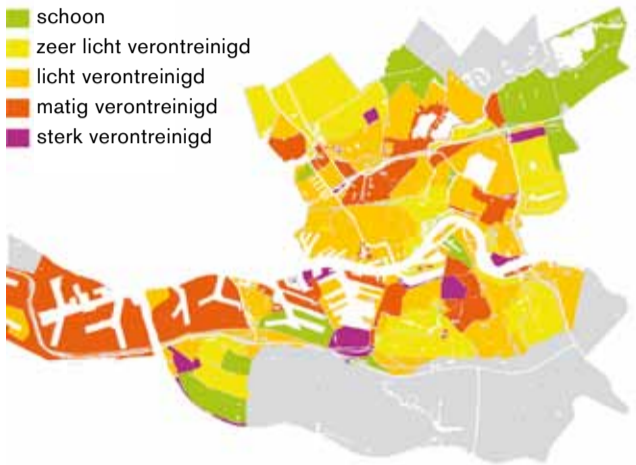 schoon
zeer licht verontreinigd
licht verontreinigd
matig verontreinigd
sterk verontreinigd